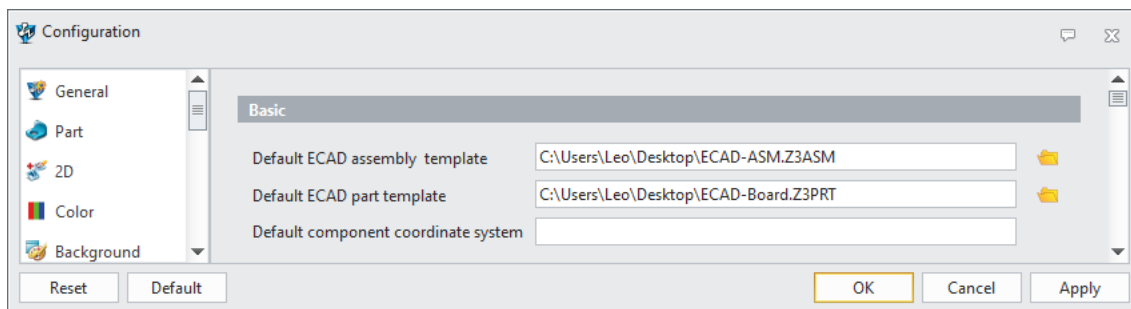 Configuration
General
Part
2D
Color
Background
Basic
Default ECAD assembly template C:\Users\Leo\Desktop\ECAD-ASM.Z3ASM
Default ECAD part template C:\Users\Leo\Desktop\ECAD-Board.Z3PRT
Default component coordinate system
Reset Default OK Cancel Apply